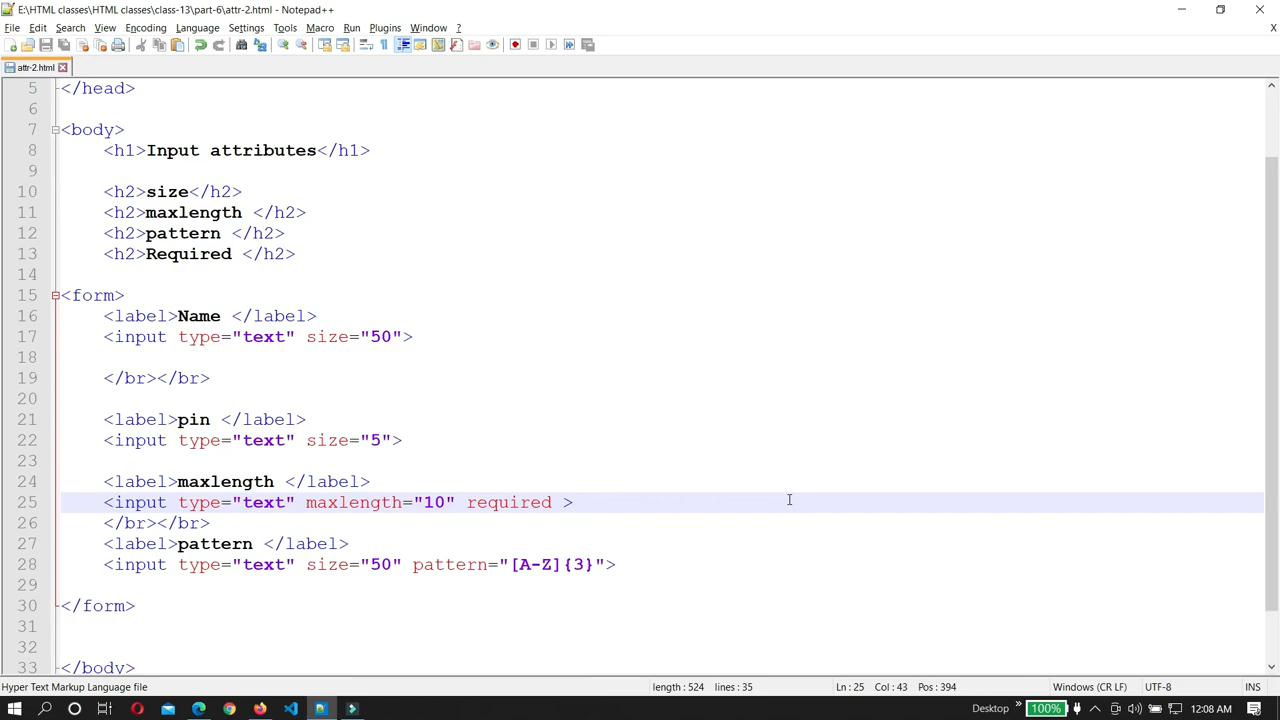 E:\HTML classes\HTML classes\class-13\part-6\attr-2.html - Notepad++
File Edit Search View Encoding Language Settings Tools Macro Run Plugins Window ? X
attr-2.html
5 </head>
6
7 <body>
8 <h1>Input attributes</h1>
9
10 <h2>size</h2>
11 <h2>maxlength </h2>
12 <h2>pattern </h2>
13 <h2>Required </h2>
14
15 <form>
16 <label>Name </label>
17 <input type="text" size="50">
18
19 </br></br>
20
21 <label>pin </label>
22 <input type="text" size="5">
23
24 <label>maxlength </label>
25 <input type="text" maxlength="10" required >
26 </br></br>
27 <label>pattern </label>
28 <input type="text" size="50" pattern="[A-Z]{3}">
29
30 </form>
31
32
33 </body>
Hyper Text Markup Language file length : 524 lines : 35 Ln : 25 Col : 43 Pos : 394 Windows (CR LF) UTF-8 INS
Desktop 100% 12:08 AM